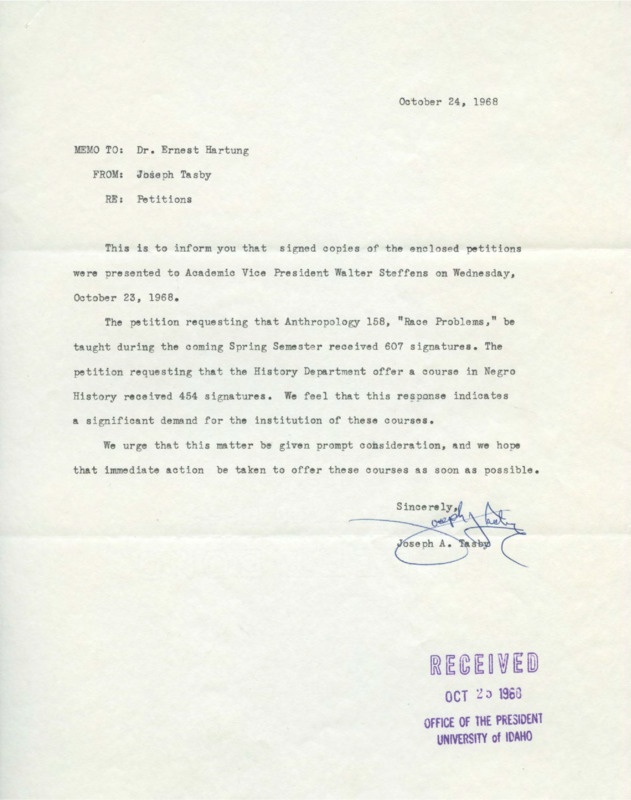 October 24, 1968
MEMO TO: Dr. Ernest Hartung
FROM: Joseph Tasby
RE: Petitions
This is to inform you that signed copies of the enclosed petitions
were presented to Academic Vice President Walter Steffens on Wednesday,
October 23, 1968.
The petition requesting that Anthropology 158, "Race Problems," be
taught during the coming Spring Semester received 607 signatures. The
petition requesting that the History Department offer a course in Negro
History received 454 signatures. We feel that this response indicates
a significant demand for the institution of these courses.
We urge that this matter be given prompt consideration, and we hope
that immediate action be taken to offer these courses as soon as possible.
Sincerely,
Joseph A. Tasby
RECEIVED
OCT 1968
OFFICE OF THE PRESIDENT
UNIVERSITY of IDAHO